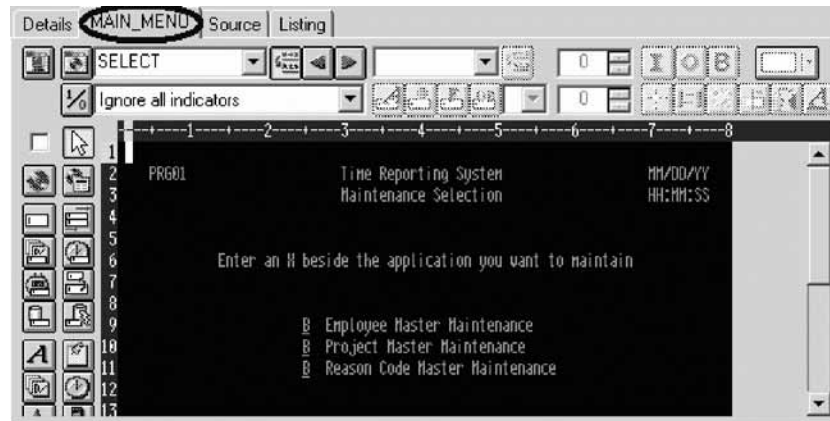 Details MAIN_MENU Source Listing
SELECT 0 I O B
Ignore all indicators 0
----+----1----+----2----+----3----+----4----+----5----+----6----+----7----+----8
1
2 PRG01 Time Reporting System MM/DD/YY
3 Maintenance Selection HH:MM:SS
4
5
6 Enter an X beside the application you want to maintain
7
8
9 B Employee Master Maintenance
10 B Project Master Maintenance
11 B Reason Code Master Maintenance
12
13